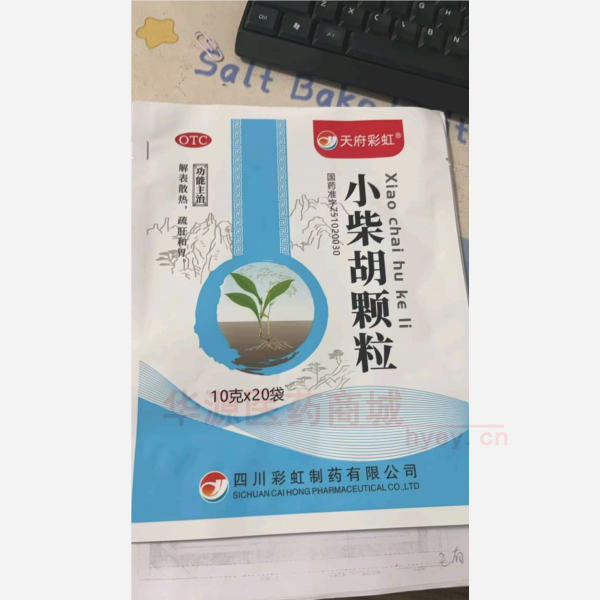 Salt Bake
OTC
天府彩虹®
功能主治
解表散热，疏肝和胃。
国药准字Z51020030
小柴胡颗粒
Xiao chai hu ke li
10克x20袋
华源医药商城
hyey.cn
四川彩虹制药有限公司
SICHUAN CAI HONG PHARMACEUTICAL CO.,LTD